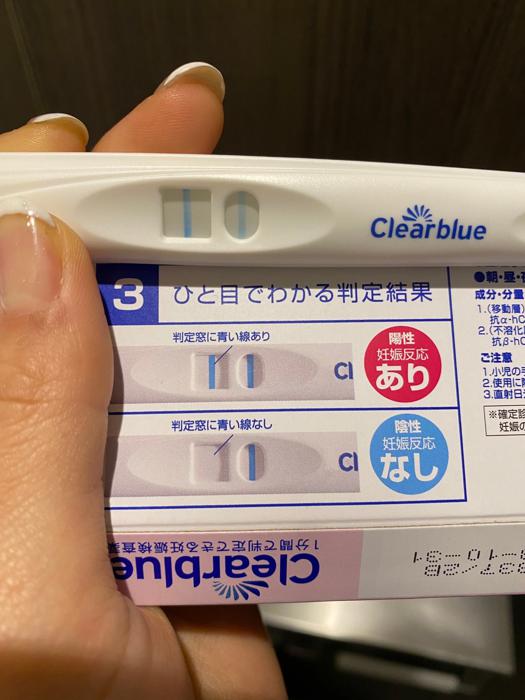 Clearblue
3 ひと目でわかる判定結果
判定窓に青い線あり
陽性
妊娠反応
あり
Cl
判定窓に青い線なし
陰性
妊娠反応
なし
Cl
●朝・昼・
成分・分量
1.(移動層)
抗α-hC
2.(不溶化
抗β-hC
ご注意
1.小児の手
2.使用に際
3.直射日光
※確定診
妊娠の
1分間で判定できる妊娠検査薬
Clearblue